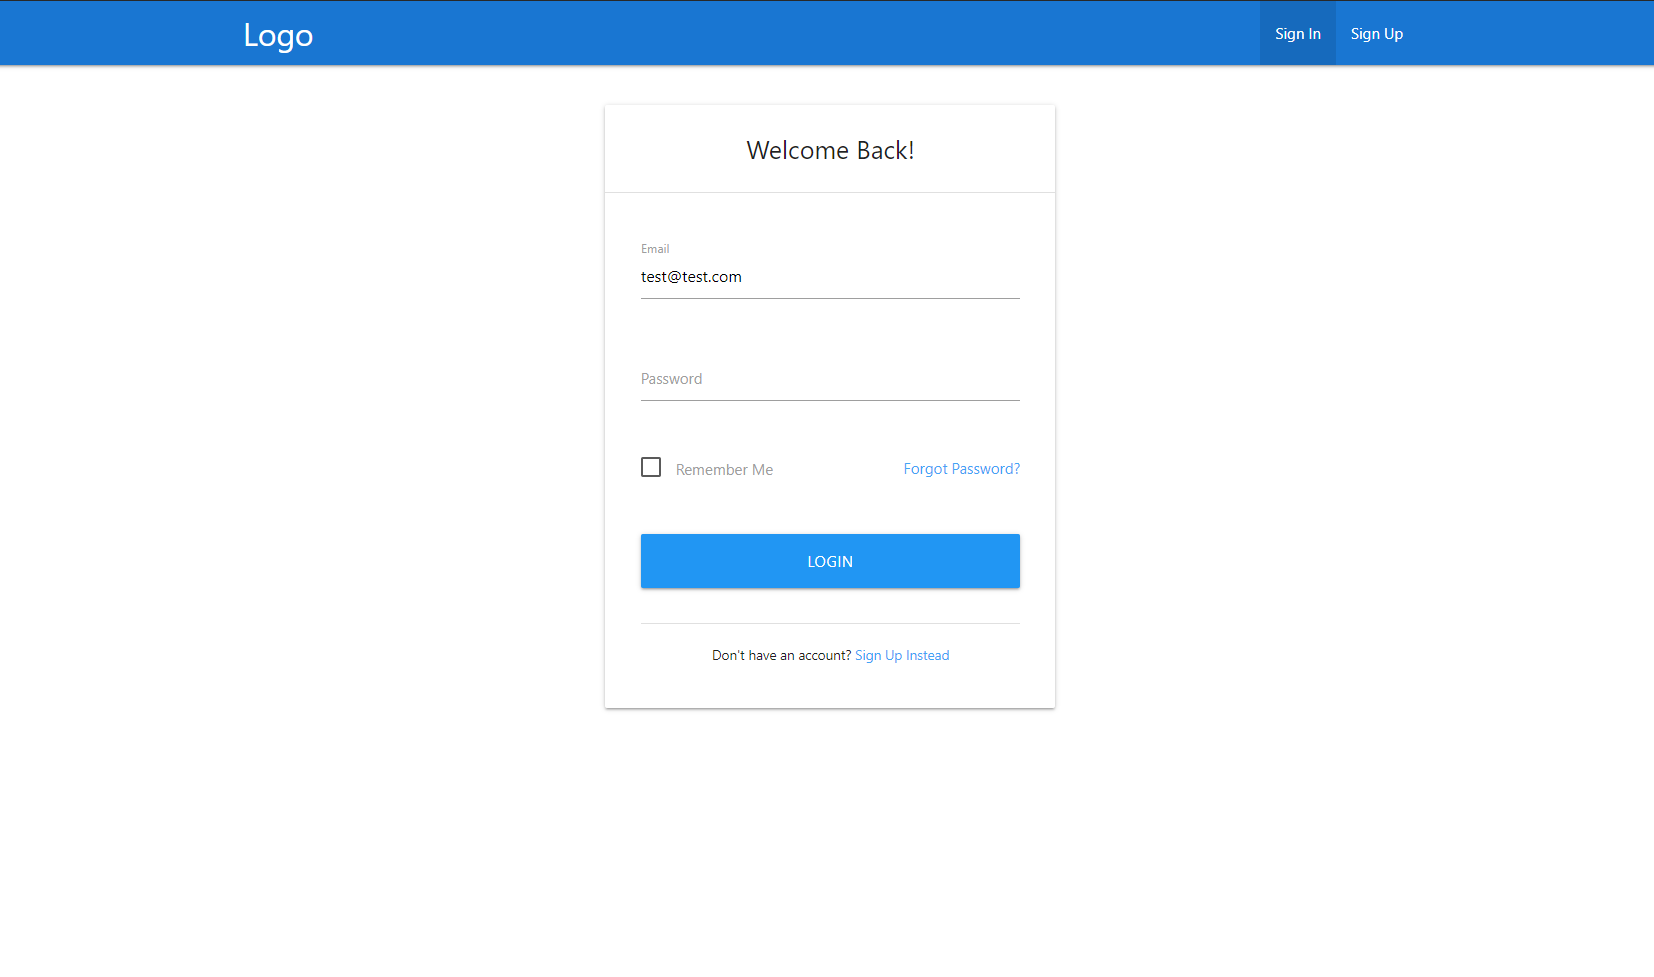 Logo
Sign In Sign Up
Welcome Back!
Email
test@test.com
Password
Remember Me Forgot Password?
LOGIN
Don't have an account? Sign Up Instead